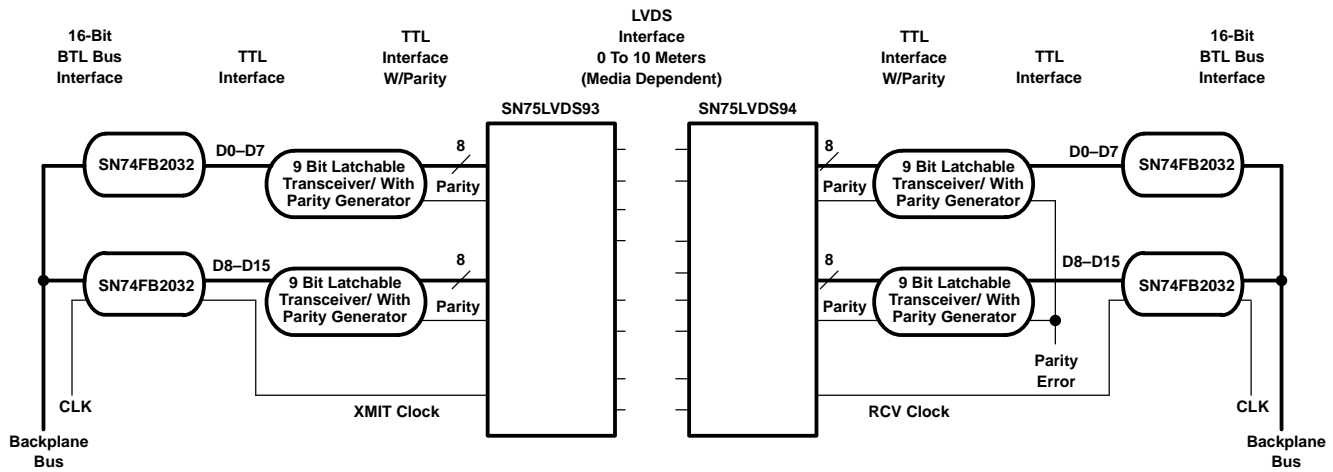 16-Bit
BTL Bus
Interface
TTL
Interface
TTL
Interface
W/Parity
LVDS
Interface
0 To 10 Meters
(Media Dependent)
TTL
Interface
W/Parity
TTL
Interface
16-Bit
BTL Bus
Interface
SN75LVDS93
SN75LVDS94
SN74FB2032
D0–D7
9 Bit Latchable
Transceiver/ With
Parity Generator
8
Parity
8
Parity
9 Bit Latchable
Transceiver/ With
Parity Generator
D0–D7
SN74FB2032
SN74FB2032
D8–D15
9 Bit Latchable
Transceiver/ With
Parity Generator
8
Parity
8
Parity
9 Bit Latchable
Transceiver/ With
Parity Generator
D8–D15
SN74FB2032
Parity
Error
CLK
XMIT Clock
RCV Clock
CLK
Backplane
Bus
Backplane
Bus